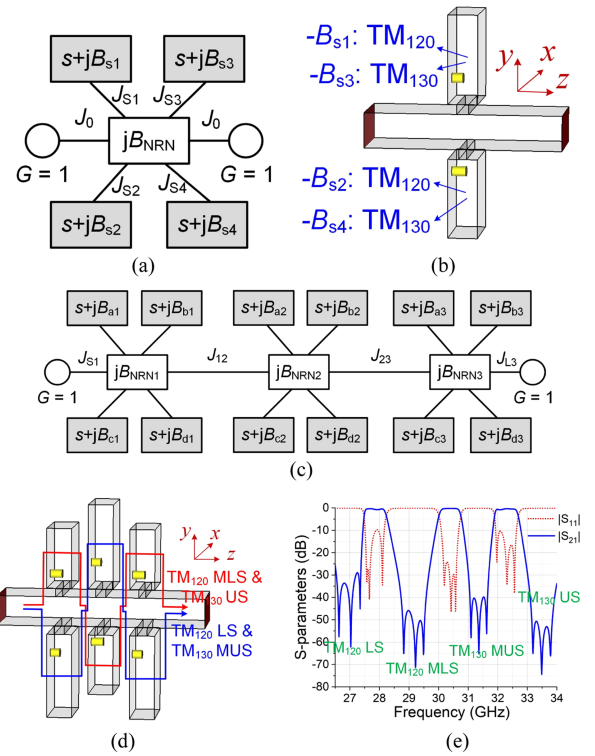 s+jBs1
s+jBs3
JS1
JS3
J0
J0
jBNRN
G = 1
G = 1
JS2
JS4
s+jBs2
s+jBs4
(a)
-Bs1: TM120
-Bs3: TM130
y
x
z
-Bs2: TM120
-Bs4: TM130
(b)
s+jBa1
s+jBb1
s+jBa2
s+jBb2
s+jBa3
s+jBb3
JS1
J12
J23
JL3
jBNRN1
jBNRN2
jBNRN3
G = 1
G = 1
s+jBc1
s+jBd1
s+jBc2
s+jBd2
s+jBc3
s+jBd3
(c)
y
x
z
TM120 MLS &
TM130 US
TM120 LS &
TM130 MUS
(d)
S-parameters (dB)
0
-10
-20
-30
-40
-50
-60
-70
-80
|S11|
|S21|
TM130 US
TM120 LS
TM130 MUS
TM120 MLS
27 28 29 30 31 32 33 34
Frequency (GHz)
(e)